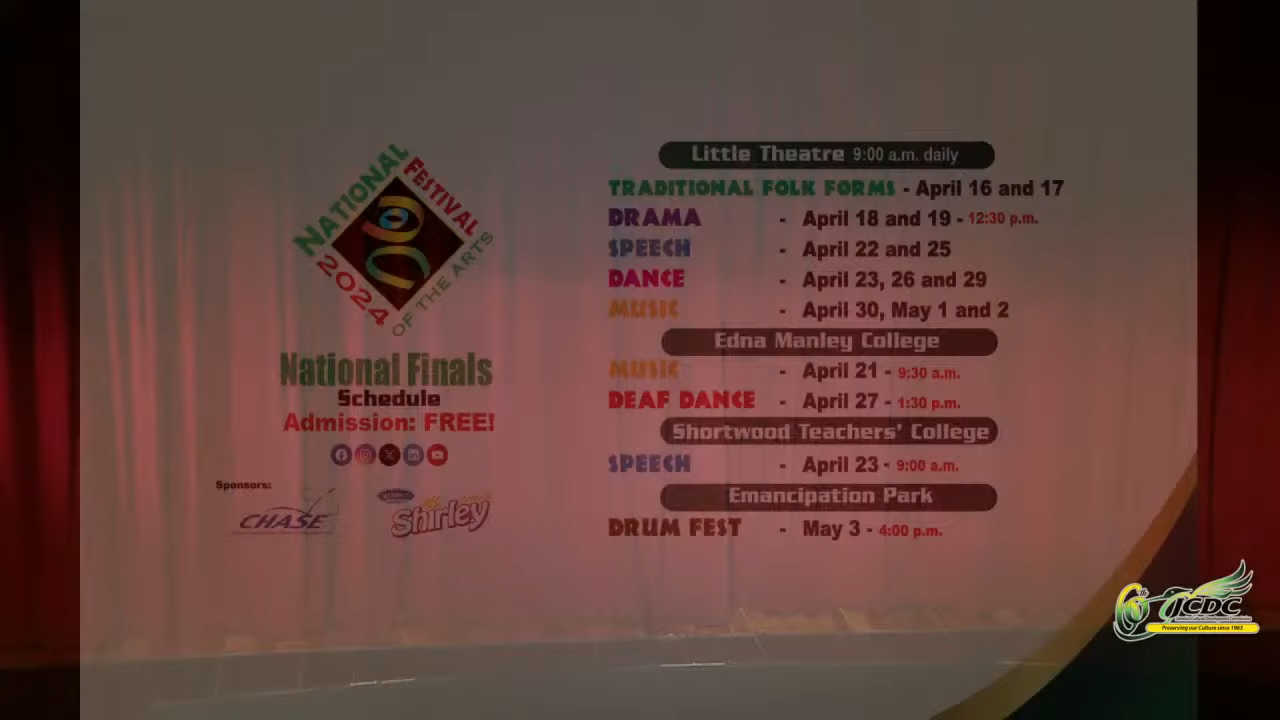 NATIONAL
FESTIVAL
2024
OF THE ARTS
National Finals
Schedule
Admission: FREE!
Sponsors:
CHASE
Shirley
Little Theatre 9:00 a.m. daily
TRADITIONAL FOLK FORMS - April 16 and 17
DRAMA - April 18 and 19 - 12:30 p.m.
SPEECH - April 22 and 25
DANCE - April 23, 26 and 29
MUSIC - April 30, May 1 and 2
Edna Manley College
MUSIC - April 21 - 9:30 a.m.
DEAF DANCE - April 27 - 1:30 p.m.
Shortwood Teachers' College
SPEECH - April 23 - 9:00 a.m.
Emancipation Park
DRUM FEST - May 3 - 4:00 p.m.
JCDC
Preserving our Culture since 1963